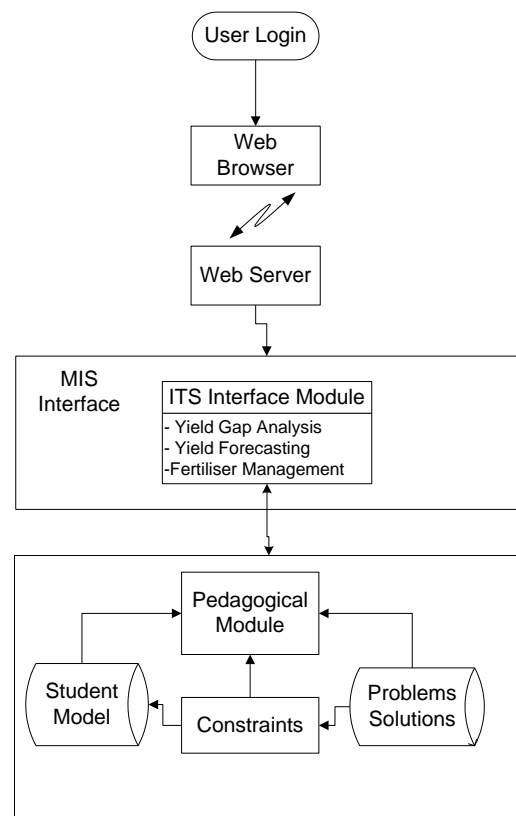 User Login
Web
Browser
Web Server
MIS
Interface
ITS Interface Module
- Yield Gap Analysis
- Yield Forecasting
-Fertiliser Management
Pedagogical
Module
Student
Model
Constraints
Problems
Solutions